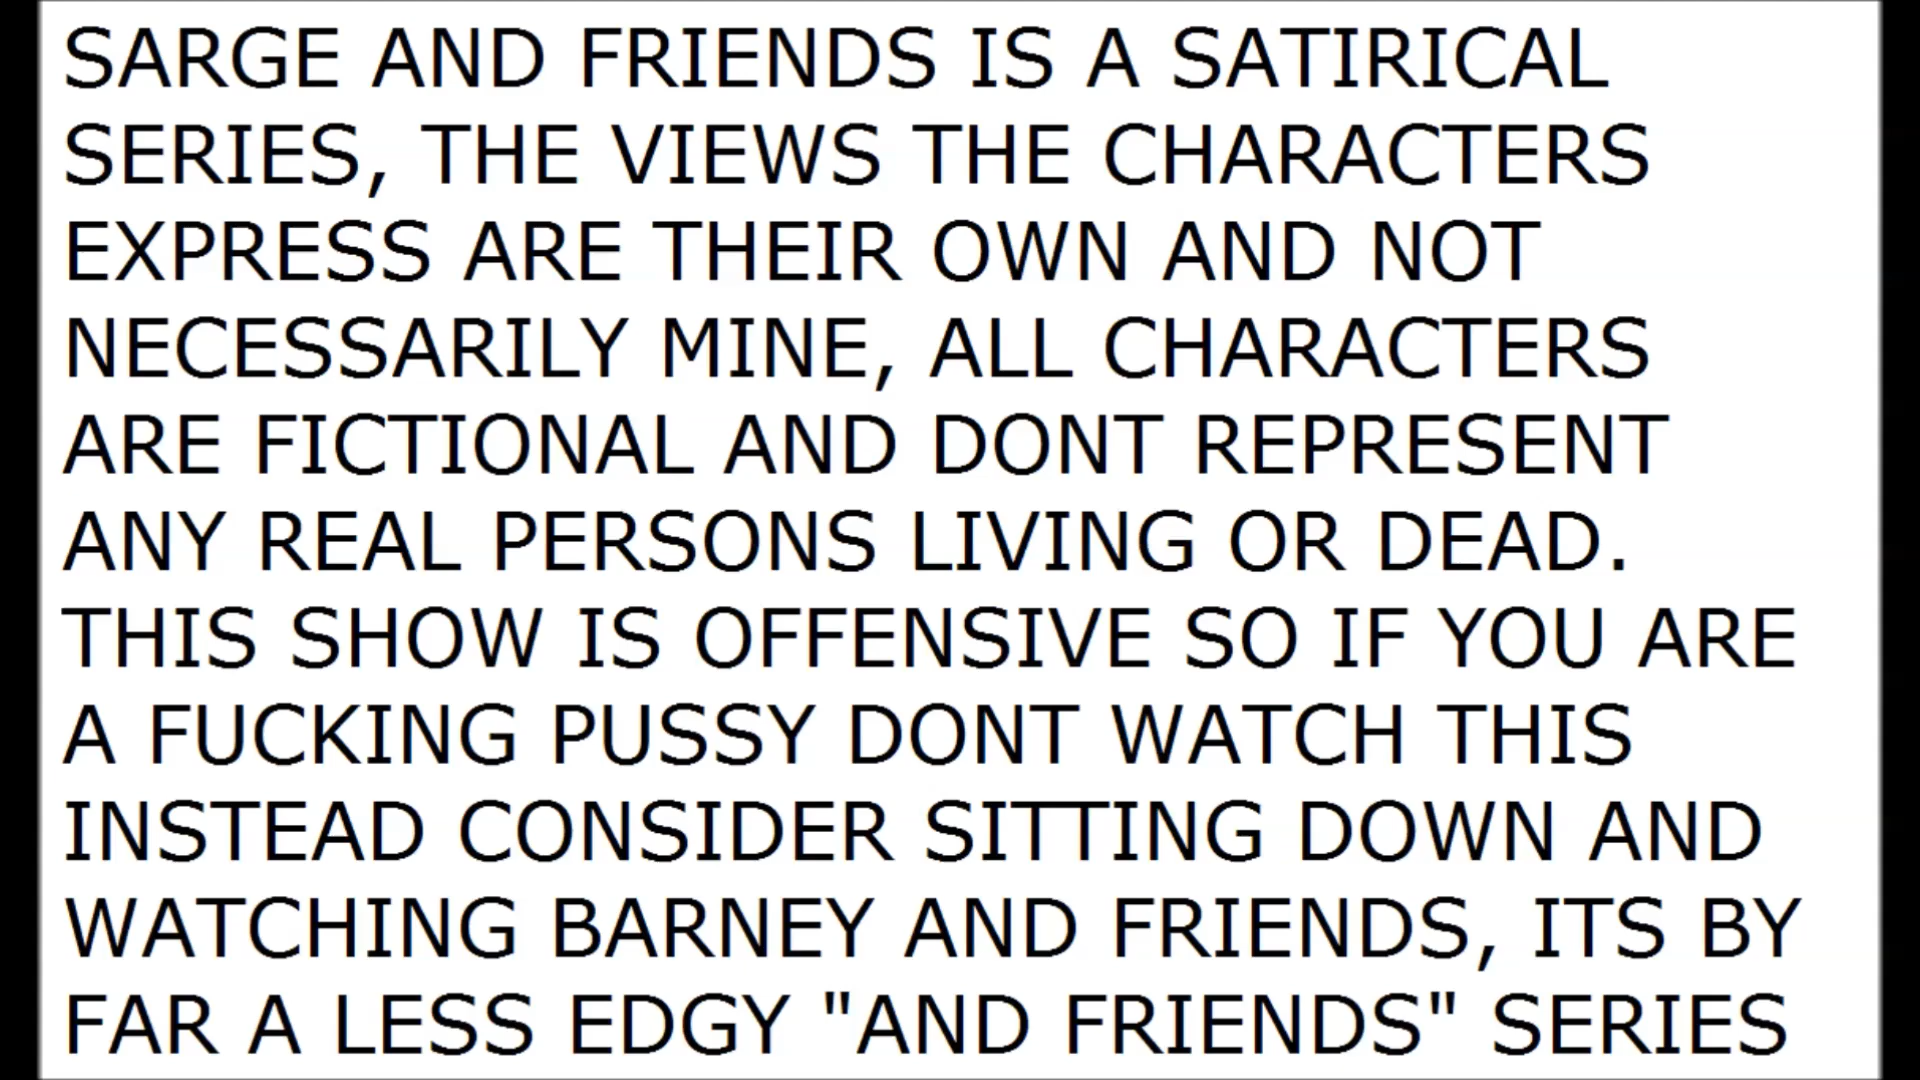 SARGE AND FRIENDS IS A SATIRICAL
SERIES, THE VIEWS THE CHARACTERS
EXPRESS ARE THEIR OWN AND NOT
NECESSARILY MINE, ALL CHARACTERS
ARE FICTIONAL AND DONT REPRESENT
ANY REAL PERSONS LIVING OR DEAD.
THIS SHOW IS OFFENSIVE SO IF YOU ARE
A FUCKING PUSSY DONT WATCH THIS
INSTEAD CONSIDER SITTING DOWN AND
WATCHING BARNEY AND FRIENDS, ITS BY
FAR A LESS EDGY "AND FRIENDS" SERIES